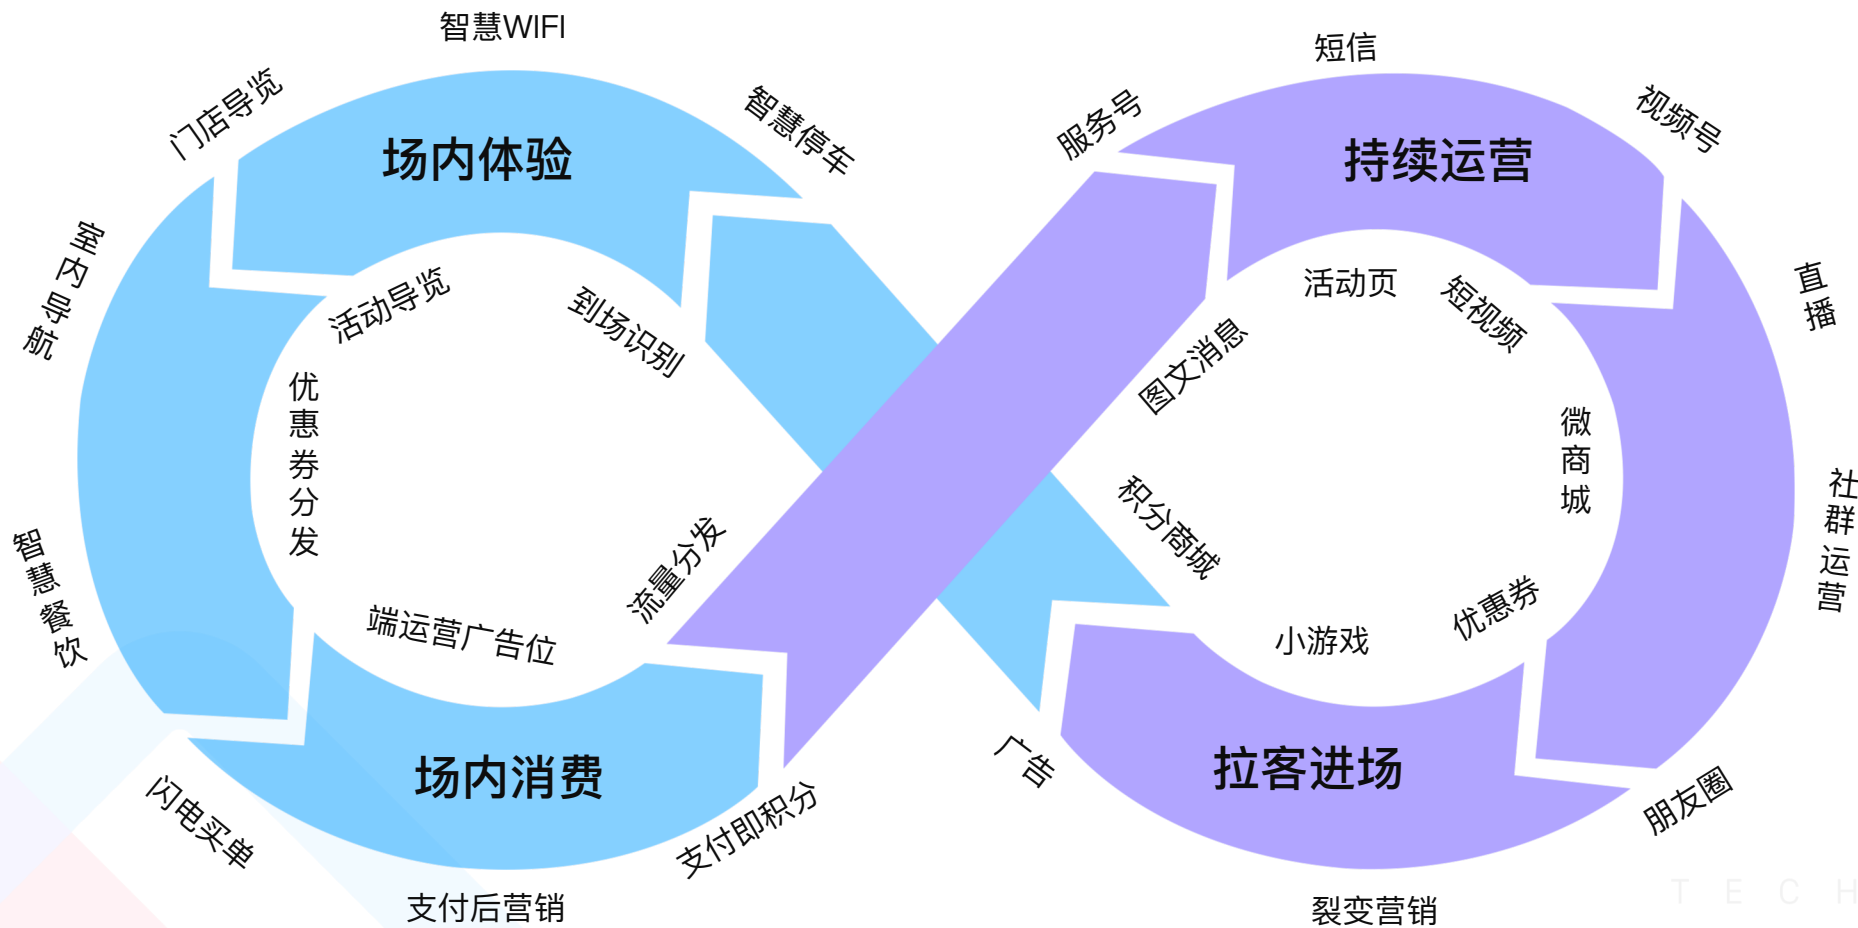 智慧WIFI
门店导览
智慧停车
场内体验
室内导航
活动导览
到场识别
优惠券分发
智慧餐饮
端运营广告位
流量分发
场内消费
闪电买单
支付即积分
支付后营销
短信
服务号
视频号
持续运营
直播
活动页
短视频
图文消息
微商城
社群运营
积分商城
优惠券
小游戏
广告
拉客进场
朋友圈
裂变营销
TECH